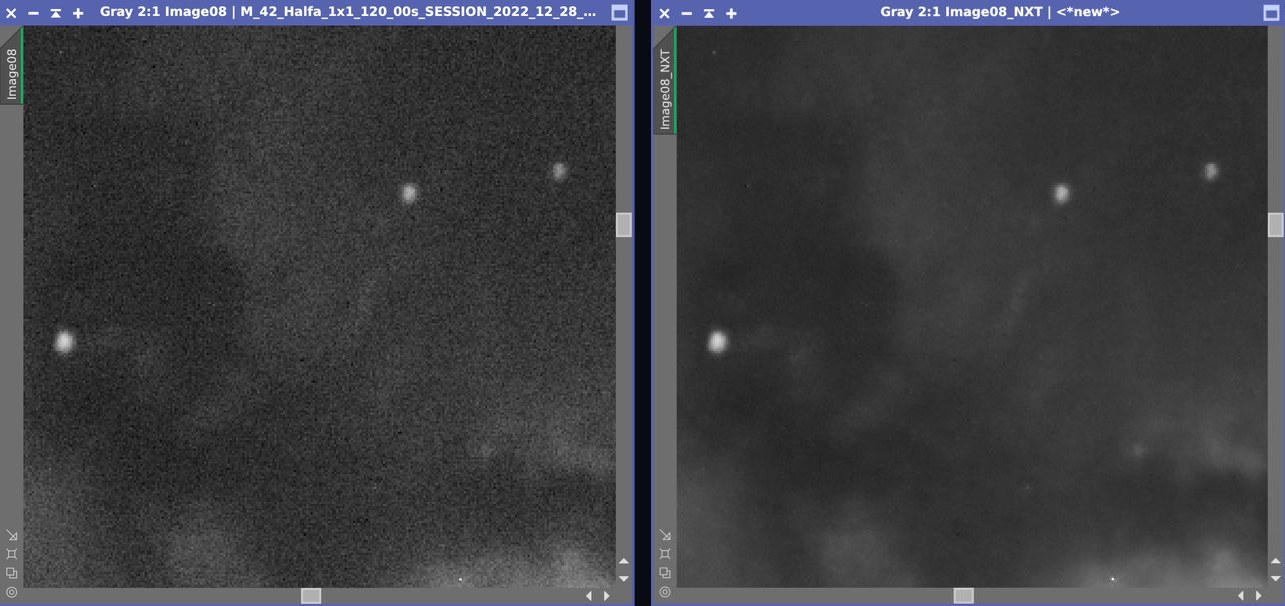 Gray 2:1 Image08 | M_42_Halfa_1x1_120_00s_SESSION_2022_12_28_...
Image08
Gray 2:1 Image08_NXT | <*new*>
Image08_NXT